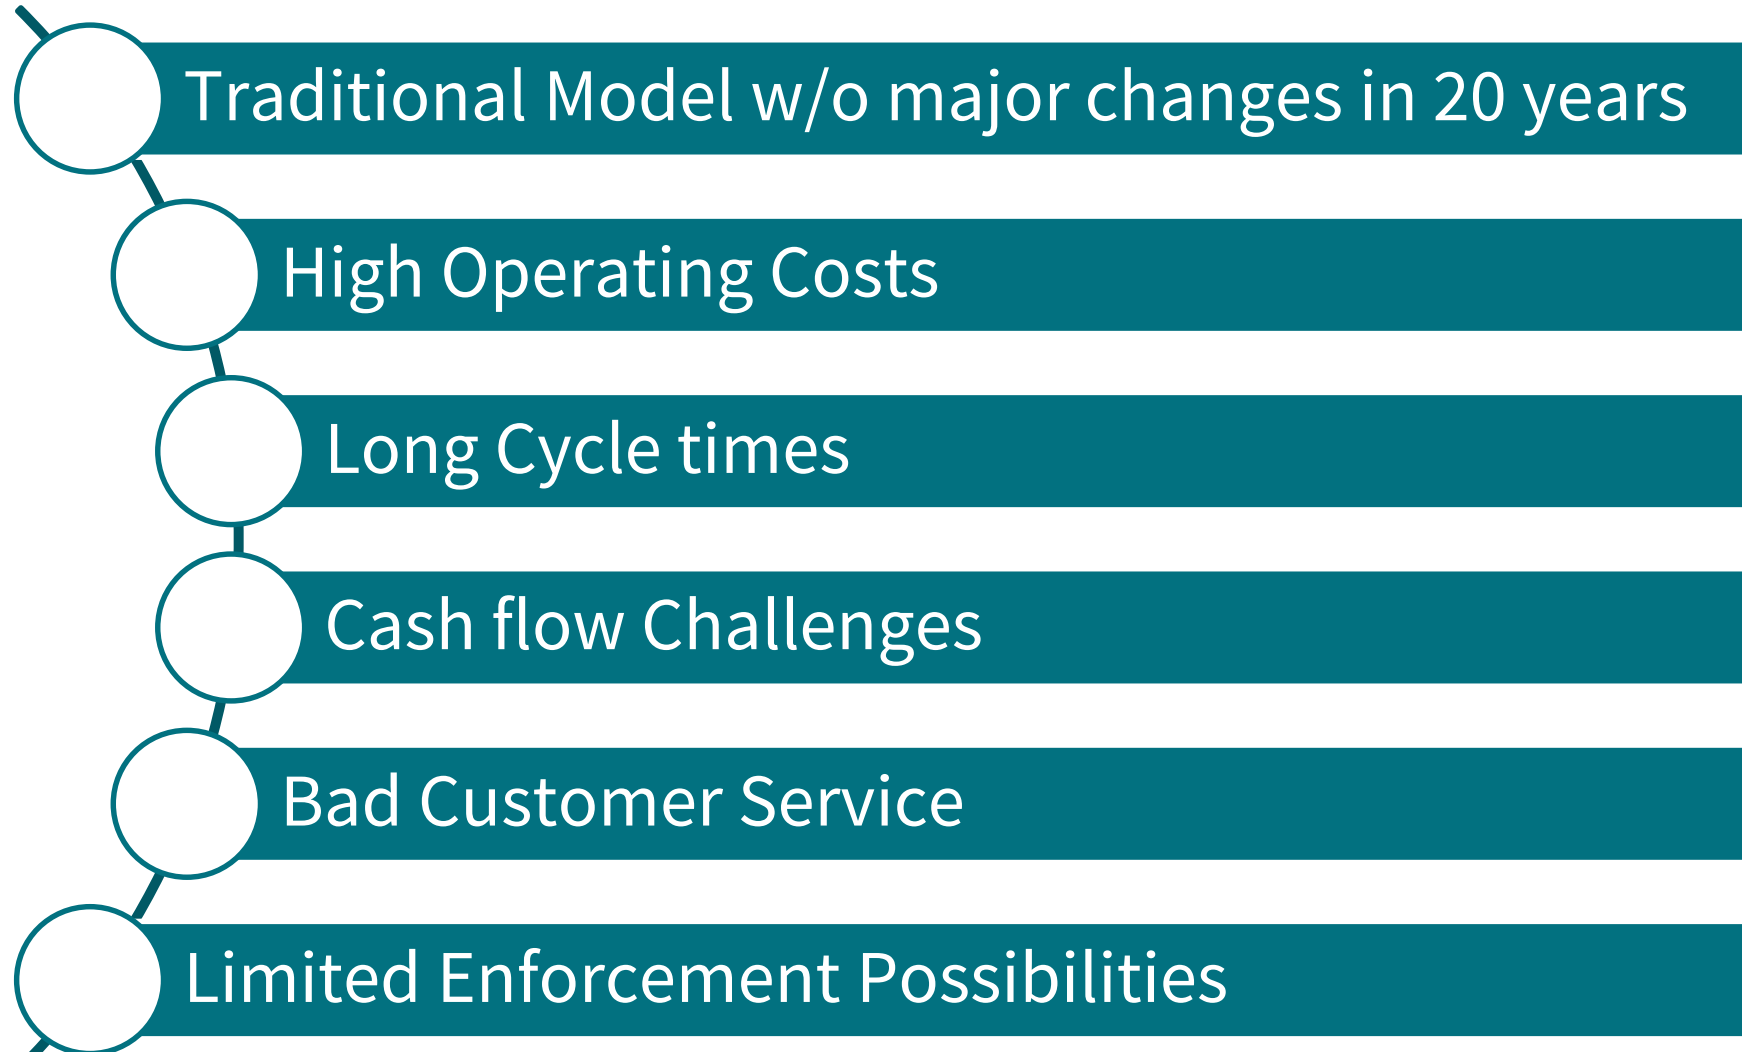 Traditional Model w/o major changes in 20 years
High Operating Costs
Long Cycle times
Cash flow Challenges
Bad Customer Service
Limited Enforcement Possibilities